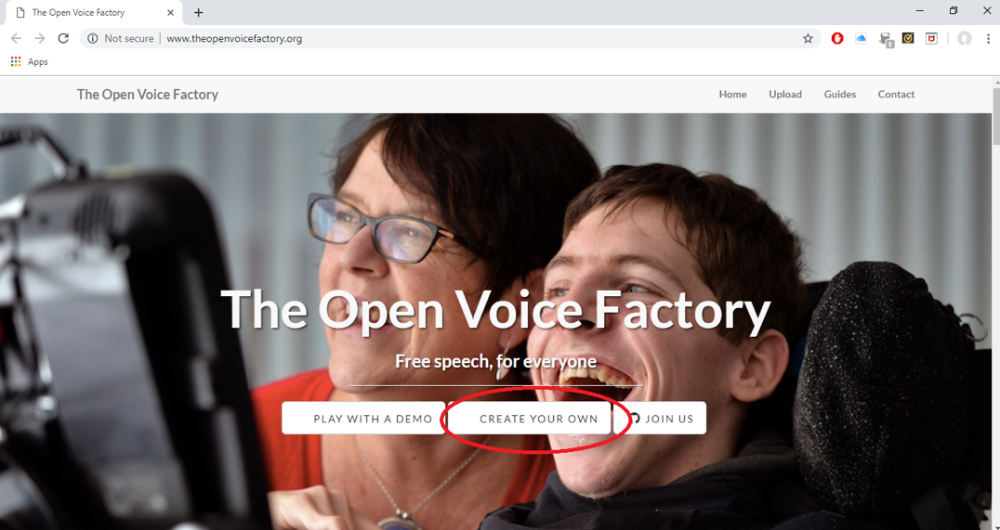 The Open Voice Factory
Not secure | www.theopenvoicefactory.org
1
Apps
The Open Voice Factory Home Upload Guides Contact
The Open Voice Factory
Free speech, for everyone
PLAY WITH A DEMO CREATE YOUR OWN JOIN US